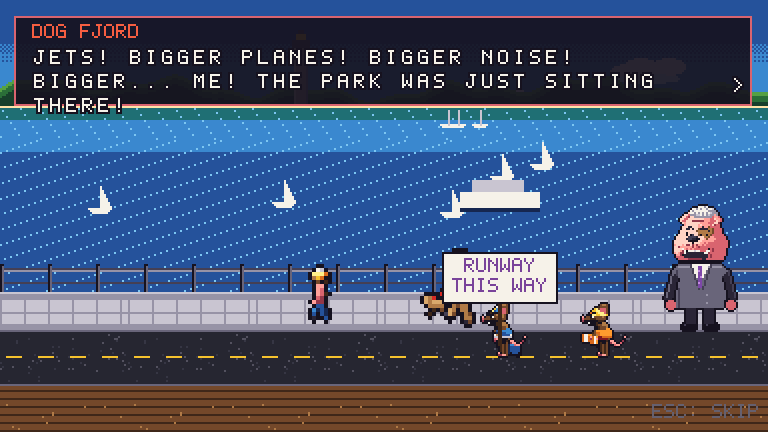 DOG FJORD
JETS! BIGGER PLANES! BIGGER NOISE!
BIGGER... ME! THE PARK WAS JUST SITTING
THERE!
RUNWAY
THIS WAY
ESC: SKIP